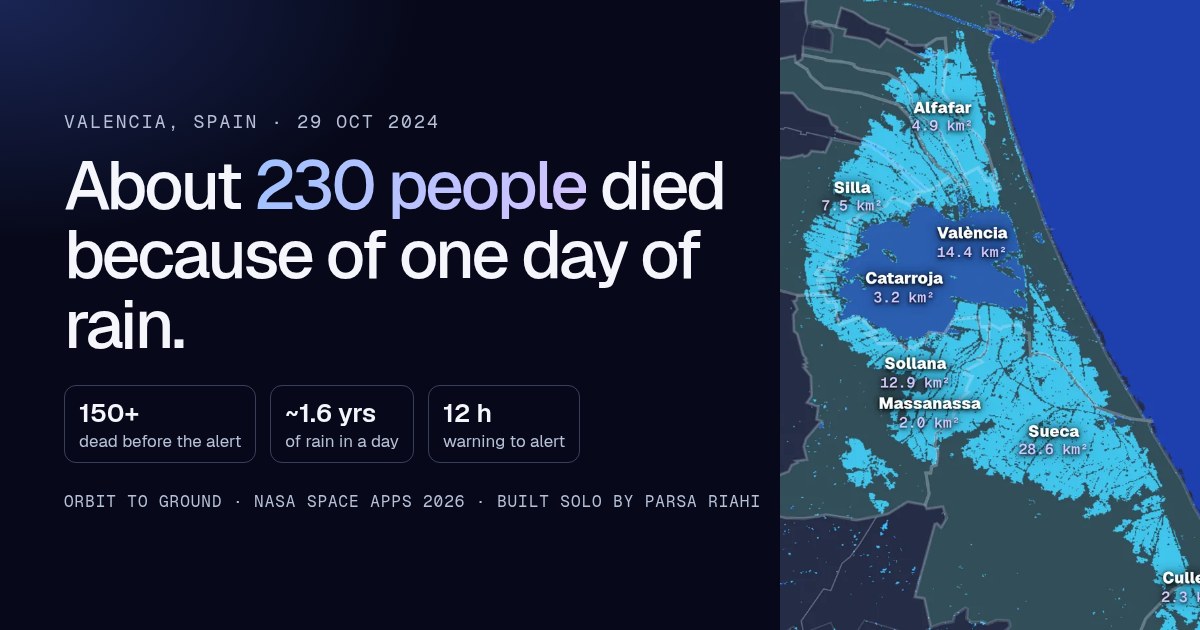 VALENCIA, SPAIN · 29 OCT 2024
About 230 people died
because of one day of
rain.
150+
dead before the alert
~1.6 yrs
of rain in a day
12 h
warning to alert
ORBIT TO GROUND · NASA SPACE APPS 2026 · BUILT SOLO BY PARSA RIAHI
Alfafar
4.9 km²
Silla
7.5 km²
València
14.4 km²
Catarroja
3.2 km²
Sollana
12.9 km²
Massanassa
2.0 km²
Sueca
28.6 km²
Culle
2.3 k